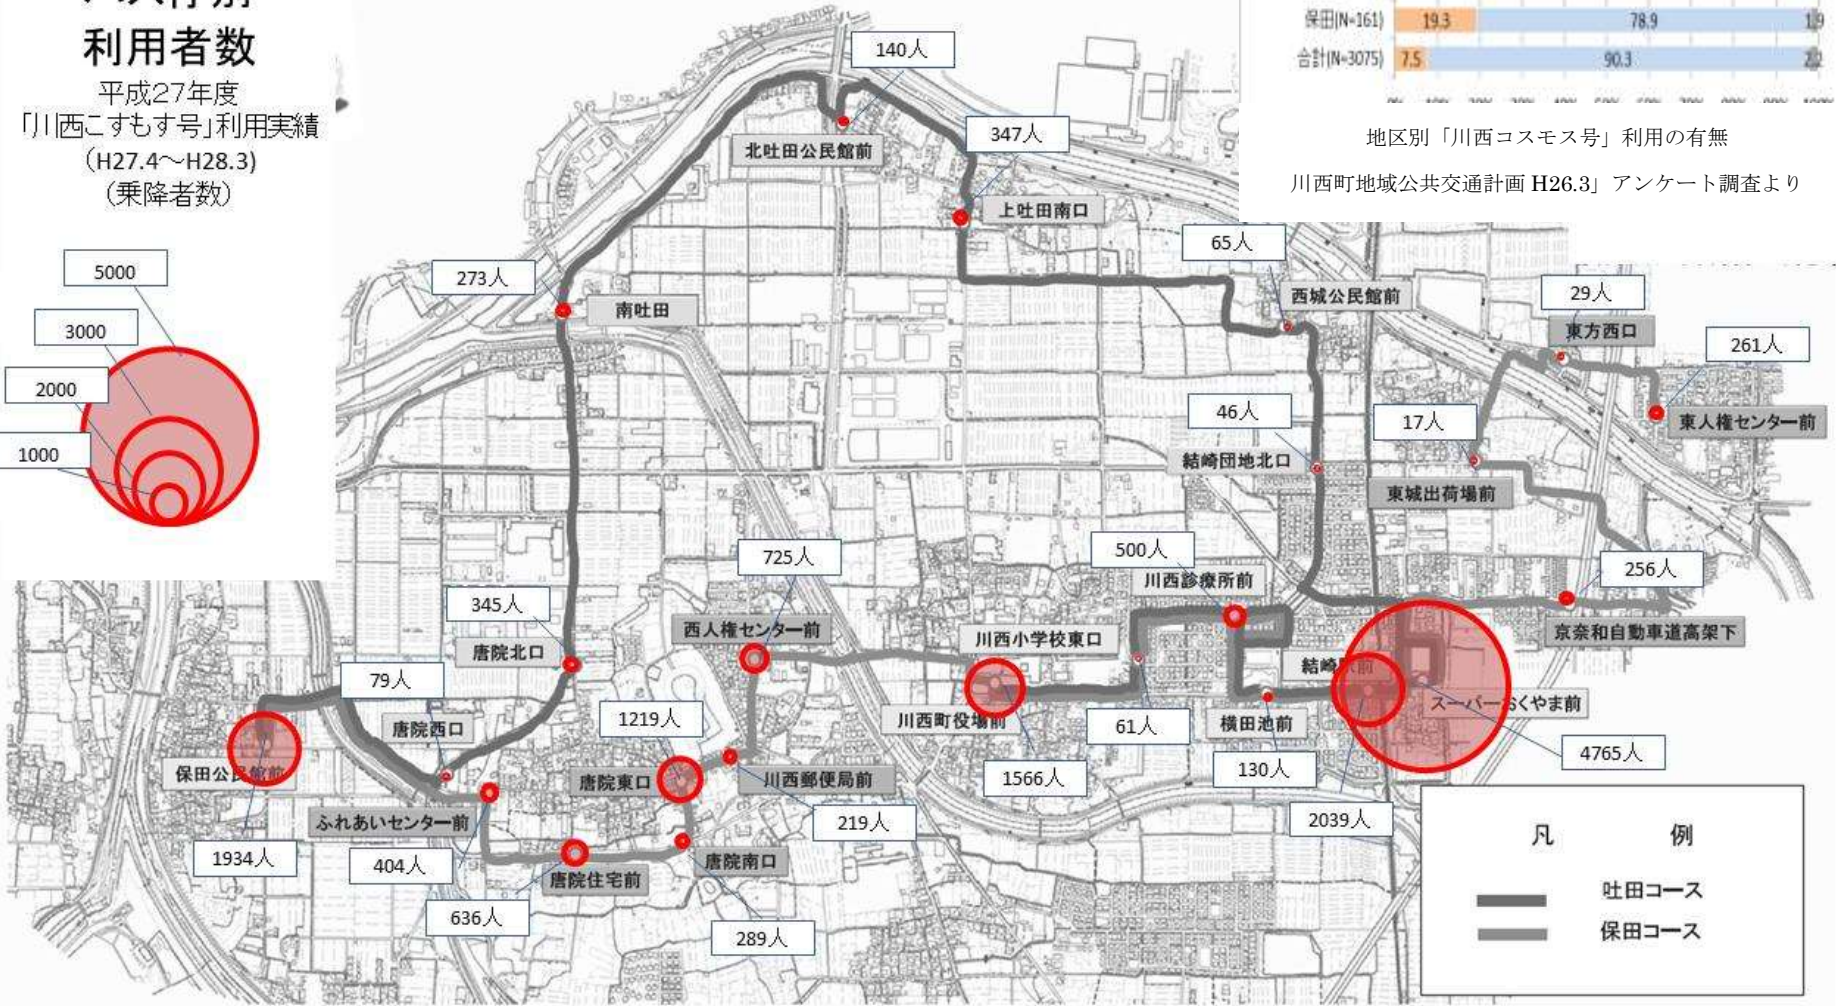 バス停別
利用者数
平成27年度
「川西こすもす号」利用実績
(H27.4～H28.3)
(乗降者数)
5000
3000
2000
1000
保田(N=161) 19.3 78.9 1.9
合計(N=3075) 7.5 90.3 2.2
地区別「川西コスモス号」利用の有無
川西町地域公共交通計画 H26.3」アンケート調査より
140人
北吐田公民館前
347人
上吐田南口
65人
西城公民館前
273人
南吐田
29人
東方西口
261人
東人権センター前
46人
結崎団地北口
17人
東城出荷場前
256人
京奈和自動車道高架下
725人
西人権センター前
500人
川西診療所前
345人
唐院北口
川西小学校東口
61人
結崎駅前
スーパーおくやま前
4765人
79人
唐院西口
1219人
唐院東口
川西郵便局前
219人
川西町役場前
1566人
横田池前
130人
2039人
保田公民館前
1934人
ふれあいセンター前
404人
唐院住宅前
636人
唐院南口
289人
凡 例
吐田コース
保田コース